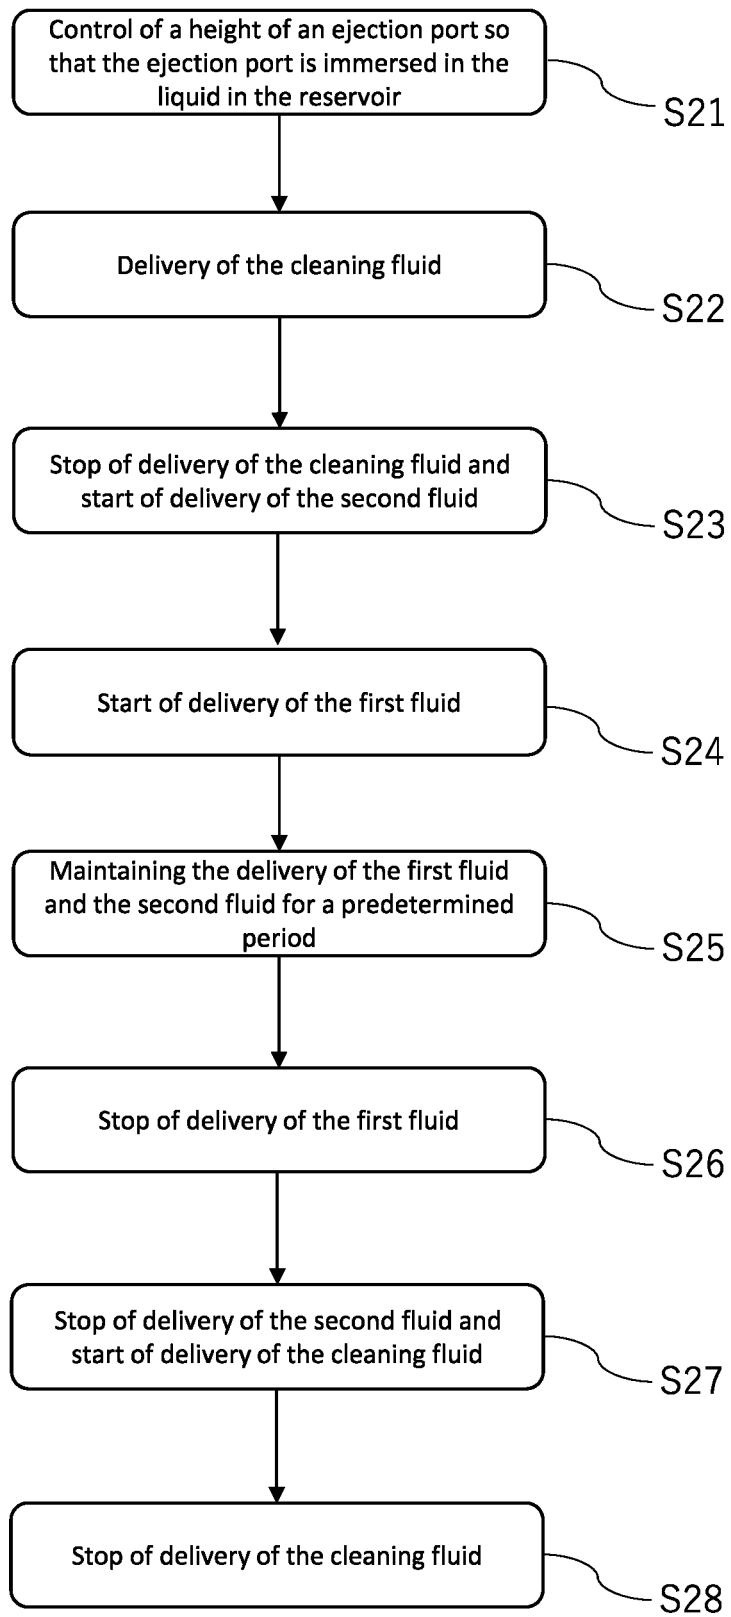 Control of a height of an ejection port so
that the ejection port is immersed in the
liquid in the reservoir
S21
Delivery of the cleaning fluid
S22
Stop of delivery of the cleaning fluid and
start of delivery of the second fluid
S23
Start of delivery of the first fluid
S24
Maintaining the delivery of the first fluid
and the second fluid for a predetermined
period
S25
Stop of delivery of the first fluid
S26
Stop of delivery of the second fluid and
start of delivery of the cleaning fluid
S27
Stop of delivery of the cleaning fluid
S28